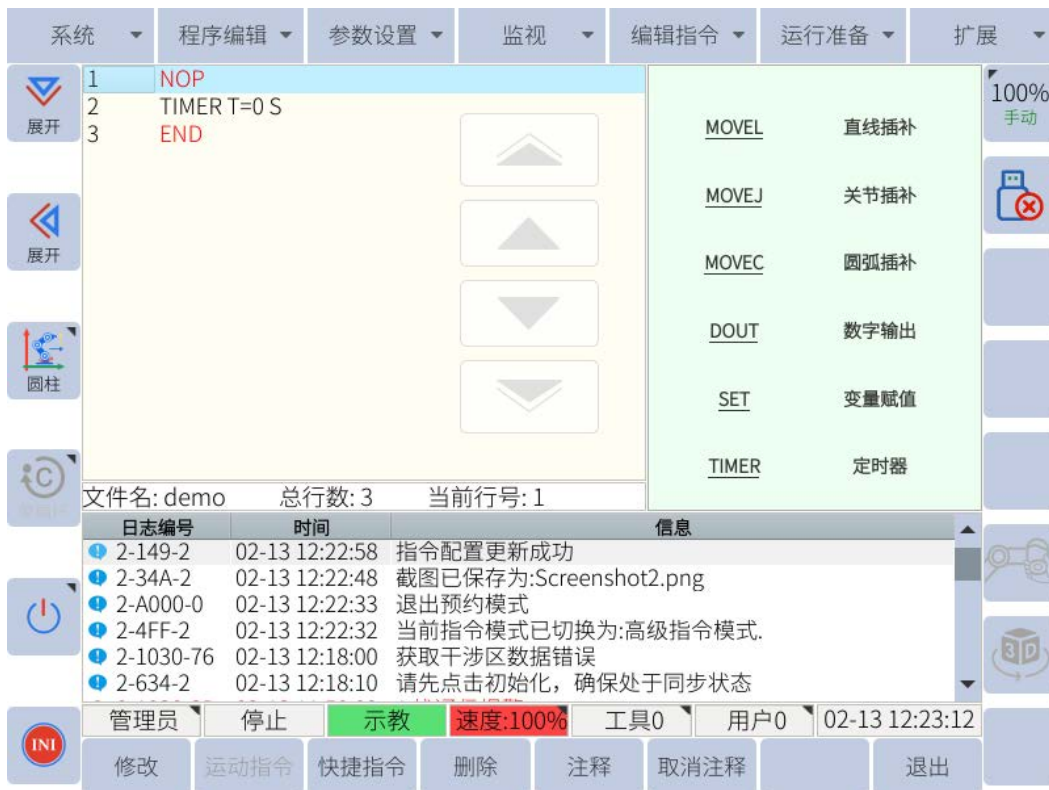 系统 程序编辑 参数设置 监视 编辑指令 运行准备 扩展
展开
展开
圆柱
1 NOP
2 TIMER T=0 S
3 END
MOVEL 直线插补
MOVEJ 关节插补
MOVEC 圆弧插补
DOUT 数字输出
SET 变量赋值
TIMER 定时器
100%
手动
文件名: demo 总行数: 3 当前行号: 1
日志编号 时间 信息
2-149-2 02-13 12:22:58 指令配置更新成功
2-34A-2 02-13 12:22:48 截图已保存为:Screenshot2.png
2-A000-0 02-13 12:22:33 退出预约模式
2-4FF-2 02-13 12:22:32 当前指令模式已切换为:高级指令模式.
2-1030-76 02-13 12:18:00 获取干涉区数据错误
2-634-2 02-13 12:18:10 请先点击初始化，确保处于同步状态
管理员 停止 示教 速度:100% 工具0 用户0 02-13 12:23:12
INI
修改 运动指令 快捷指令 删除 注释 取消注释 退出
C
3D